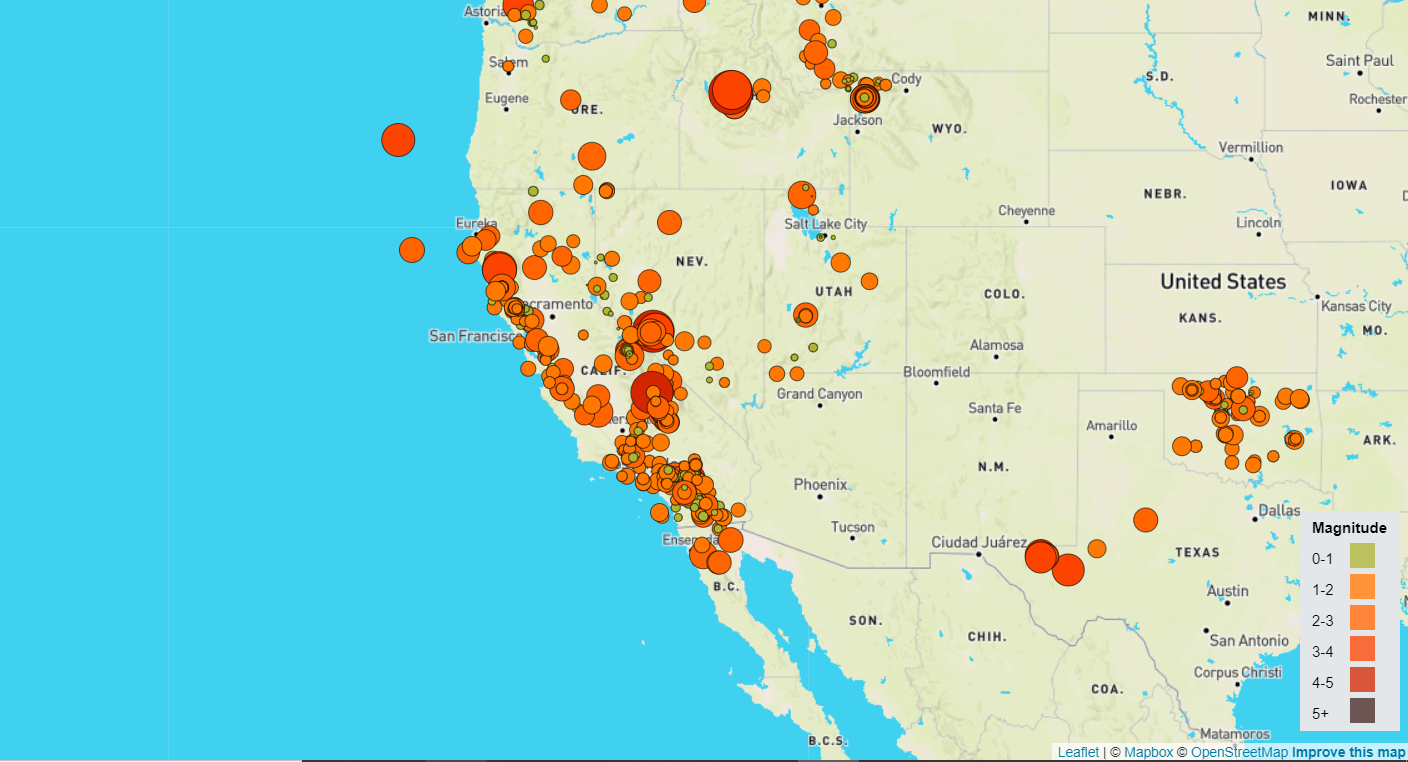 MINN.
Astoria
Saint Paul
Salem
S.D.
Cody
Eugene
ORE.
Rochester
Jackson
WYO.
Vermillion
IOWA
NEBR.
Cheyenne
Eureka
Salt Lake City
Lincoln
NEV.
United States
UTAH
COLO.
Sacramento
Kansas City
KANS.
MO.
San Francisco
Alamosa
CALIF.
Bloomfield
Grand Canyon
Santa Fe
Amarillo
ARK.
N.M.
Phoenix
Dallas
Tucson
Ensenada
Ciudad Juárez
TEXAS
B.C.
Austin
SON.
CHIH.
San Antonio
Corpus Christi
COA.
Matamoros
B.C.S.
Magnitude
0-1
1-2
2-3
3-4
4-5
5+
Leaflet | © Mapbox © OpenStreetMap Improve this map